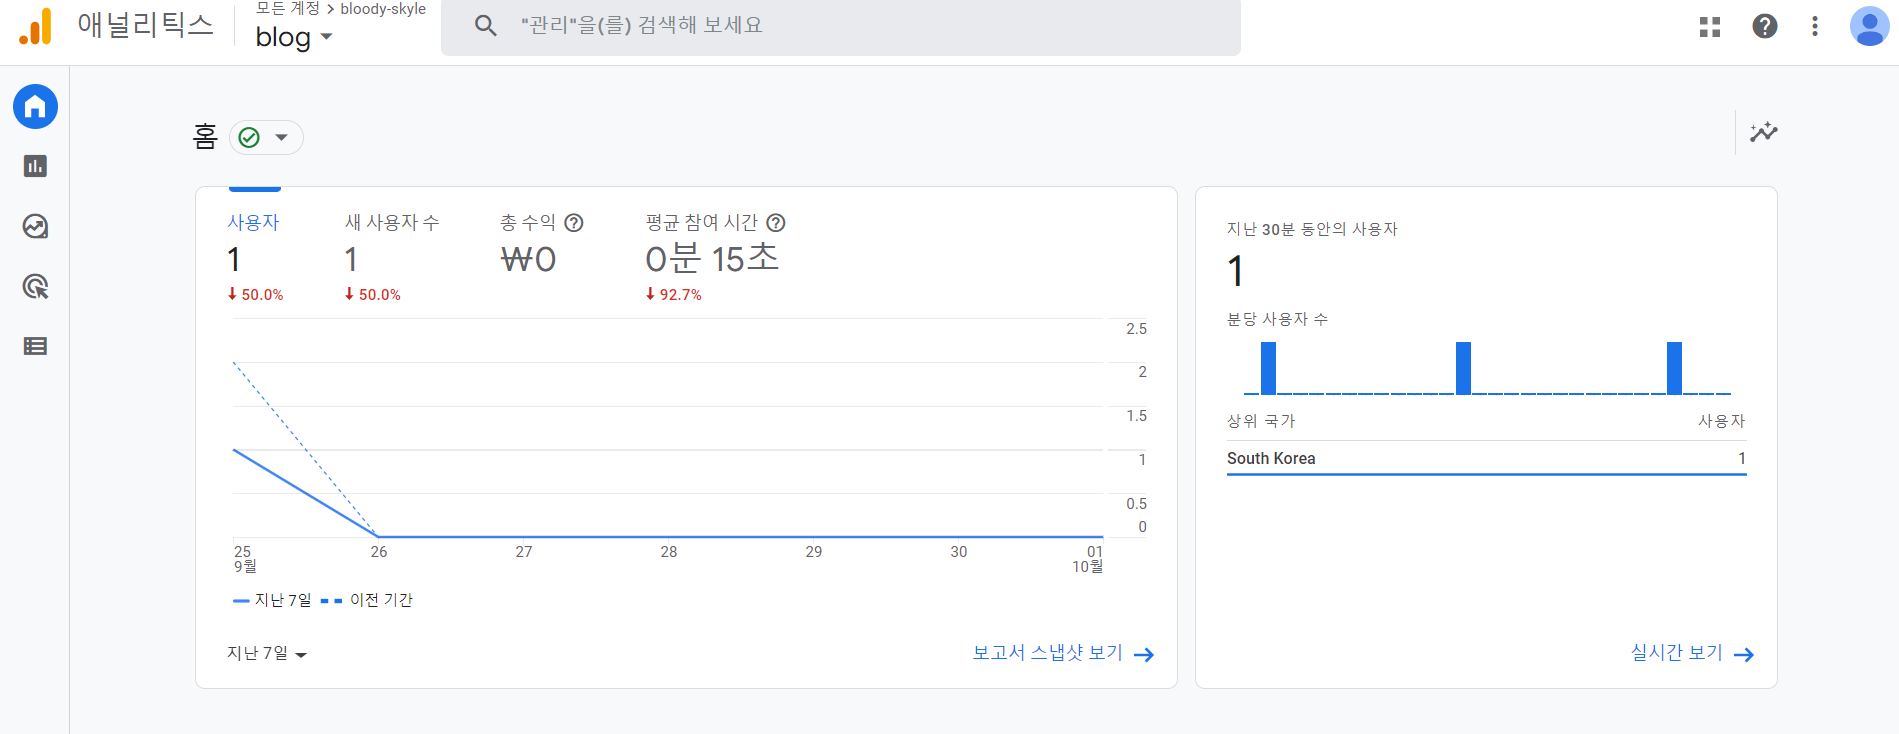 애널리틱스
모든 계정 > bloody-skyle
blog
"관리"을(를) 검색해 보세요
홈
사용자
1
50.0%
새 사용자 수
1
50.0%
총 수익
₩0
평균 참여 시간
0분 15초
92.7%
2.5
2
1.5
1
0.5
0
25
9월
26
27
28
29
30
01
10월
지난 7일 이전 기간
지난 7일
보고서 스냅샷 보기
지난 30분 동안의 사용자
1
분당 사용자 수
상위 국가 사용자
South Korea 1
실시간 보기